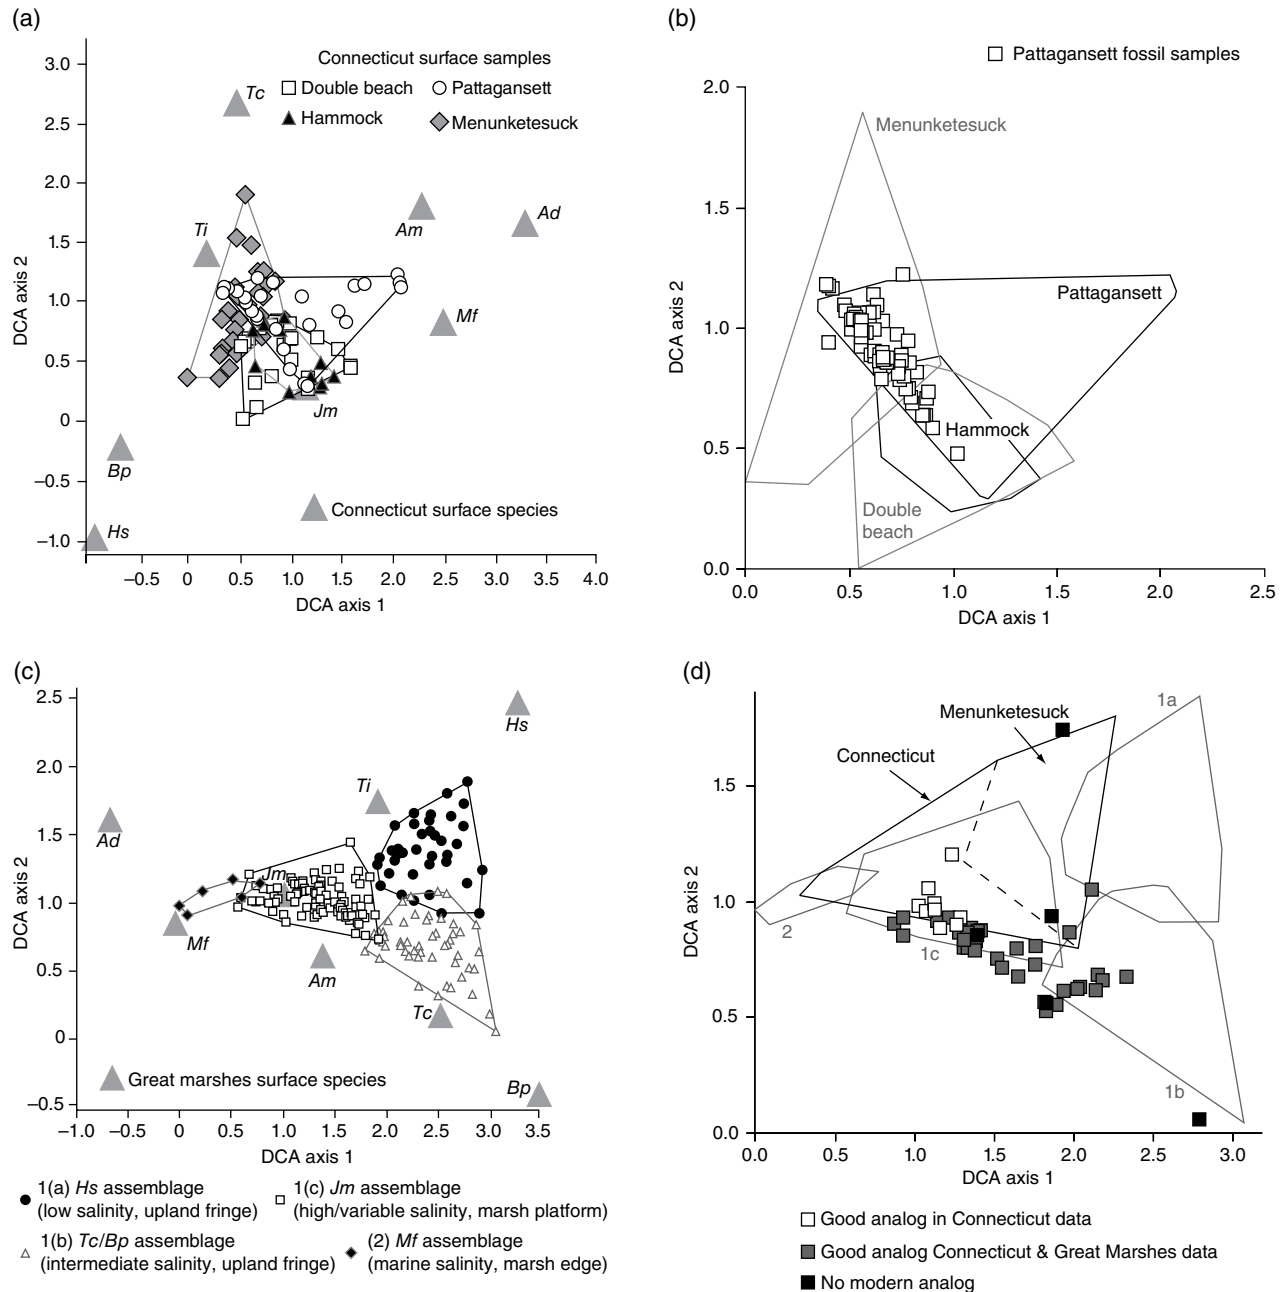 (a)
Connecticut surface samples
Double beach
Pattagansett
Hammock
Menunketesuck
3.0
2.5
2.0
1.5
1.0
0.5
0
–0.5
–1.0
DCA axis 2
Tc
Ti
Am
Ad
Mf
Jm
Bp
Hs
Connecticut surface species
–0.5 0 0.5 1.0 1.5 2.0 2.5 3.0 3.5 4.0
DCA axis 1
(b)
Pattagansett fossil samples
2.0
1.5
1.0
0.5
0.0
DCA axis 2
Menunketesuck
Pattagansett
Hammock
Double
beach
0.0 0.5 1.0 1.5 2.0 2.5
DCA axis 1
(c)
2.5
2.0
1.5
1.0
0.5
0
–0.5
DCA axis 2
Hs
Ti
Ad
Jm
Mf
Am
Tc
Bp
Great marshes surface species
–1.0 –0.5 0 0.5 1.0 1.5 2.0 2.5 3.0 3.5
DCA axis 1
1(a) Hs assemblage
(low salinity, upland fringe)
1(c) Jm assemblage
(high/variable salinity, marsh platform)
1(b) Tc/Bp assemblage
(intermediate salinity, upland fringe)
(2) Mf assemblage
(marine salinity, marsh edge)
(d)
1.5
1.0
0.5
0.0
DCA axis 2
Menunketesuck
Connecticut
1a
2
1c
1b
0.0 0.5 1.0 1.5 2.0 2.5 3.0
DCA axis 1
Good analog in Connecticut data
Good analog Connecticut & Great Marshes data
No modern analog